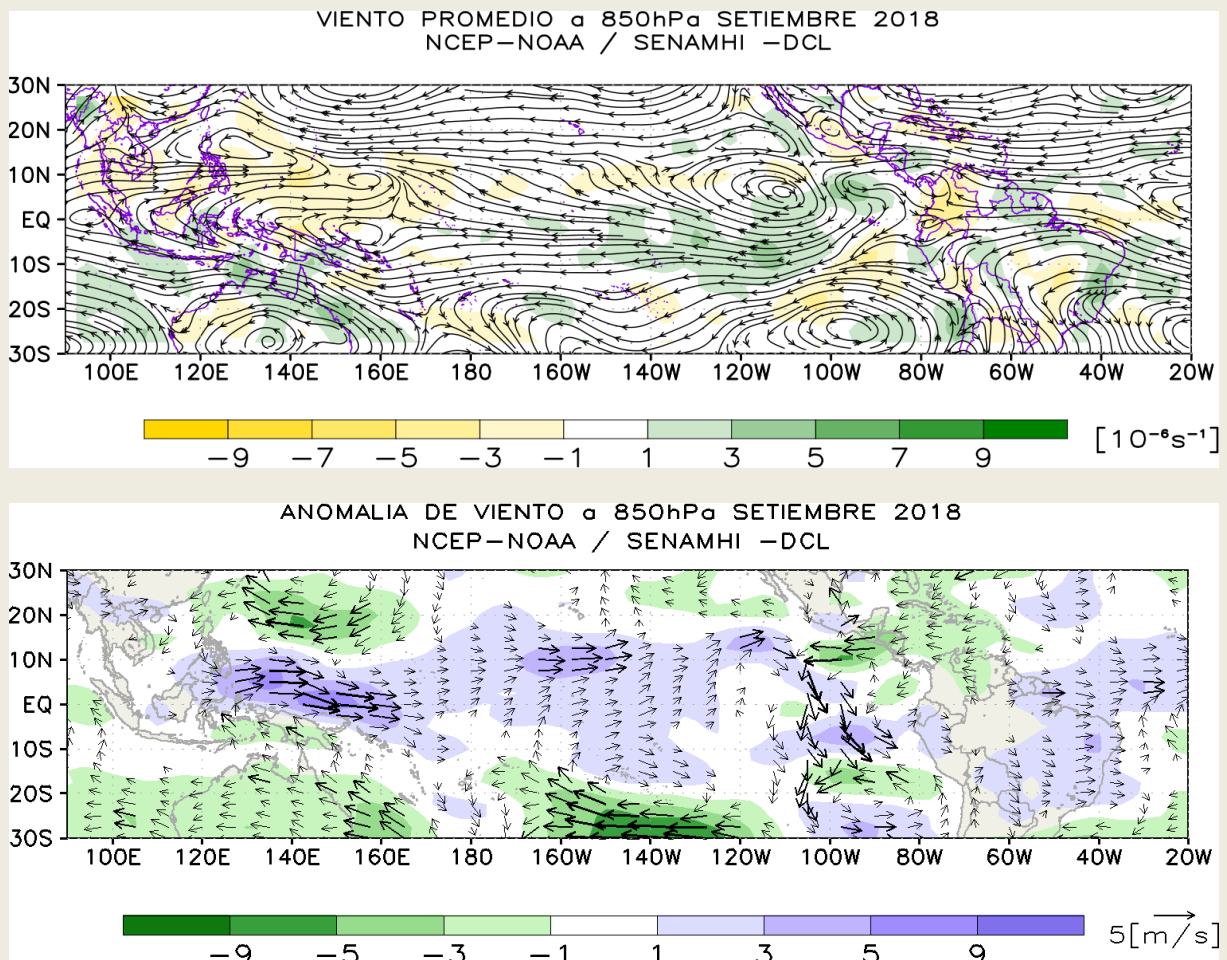 VIENTO PROMEDIO a 850hPa SETIEMBRE 2018
NCEP-NOAA / SENAMHI -DCL
30N
20N
10N
EQ
10S
20S
30S
100E 120E 140E 160E 180 160W 140W 120W 100W 80W 60W 40W 20W
-9 -7 -5 -3 -1 1 3 5 7 9 [10⁻⁶s⁻¹]
ANOMALIA DE VIENTO a 850hPa SETIEMBRE 2018
NCEP-NOAA / SENAMHI -DCL
30N
20N
10N
EQ
10S
20S
30S
100E 120E 140E 160E 180 160W 140W 120W 100W 80W 60W 40W 20W
-9 -5 -3 -1 1 3 5 9 5[m/s]